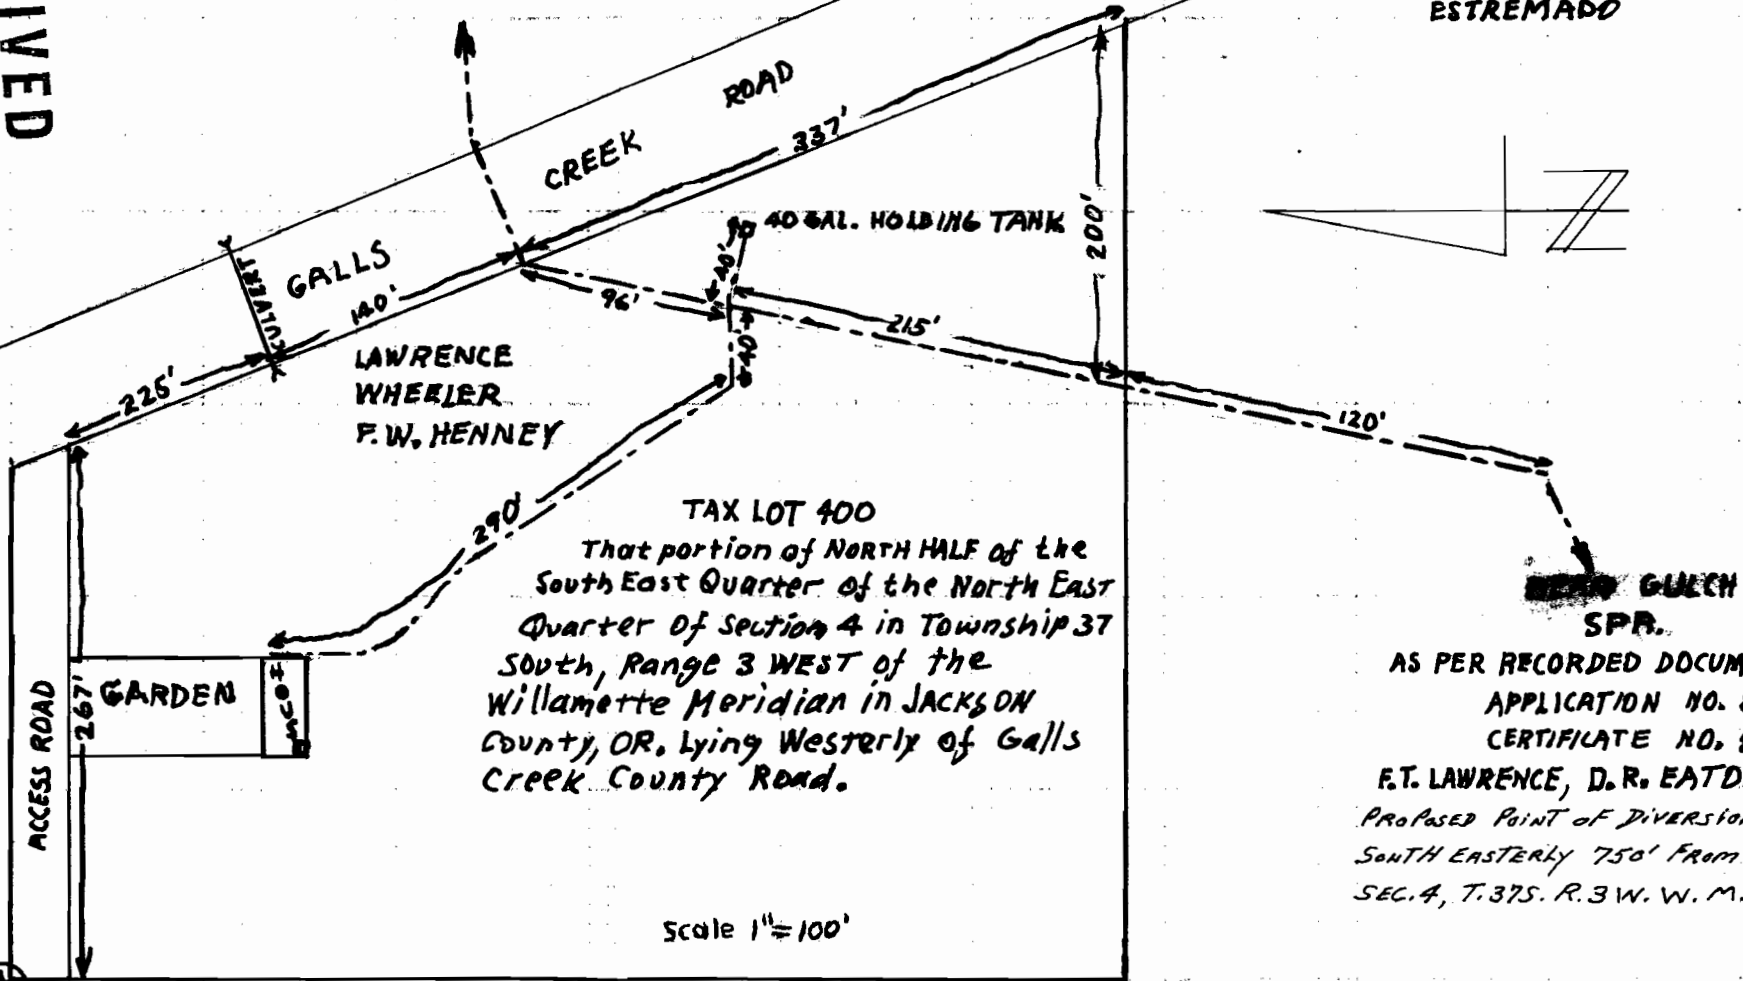 IVED
ESTREMADO
ROAD
CREEK
GALLS
337'
40 GAL. HOLDING TANK
200'
40'
CULVERT
140'
96'
215'
40'
225'
120'
LAWRENCE
WHEELER
F.W. HENNEY
290'
TAX LOT 400
That portion of NORTH HALF of the
South East Quarter of the North East
Quarter of Section 4 in Township 37
South, Range 3 WEST of the
Willamette Meridian in JACKSON
County, OR. Lying Westerly of Galls
Creek County Road.
GULCH
SPR.
AS PER RECORDED DOCUM
APPLICATION NO.
CERTIFICATE NO.
F.T. LAWRENCE, D.R. EATO
PROPOSED POINT OF DIVERSION
SOUTH EASTERLY 750' FROM
SEC. 4, T.37S. R.3W. W.M.
GARDEN
267'
ACCESS ROAD
Scale 1"=100'
N